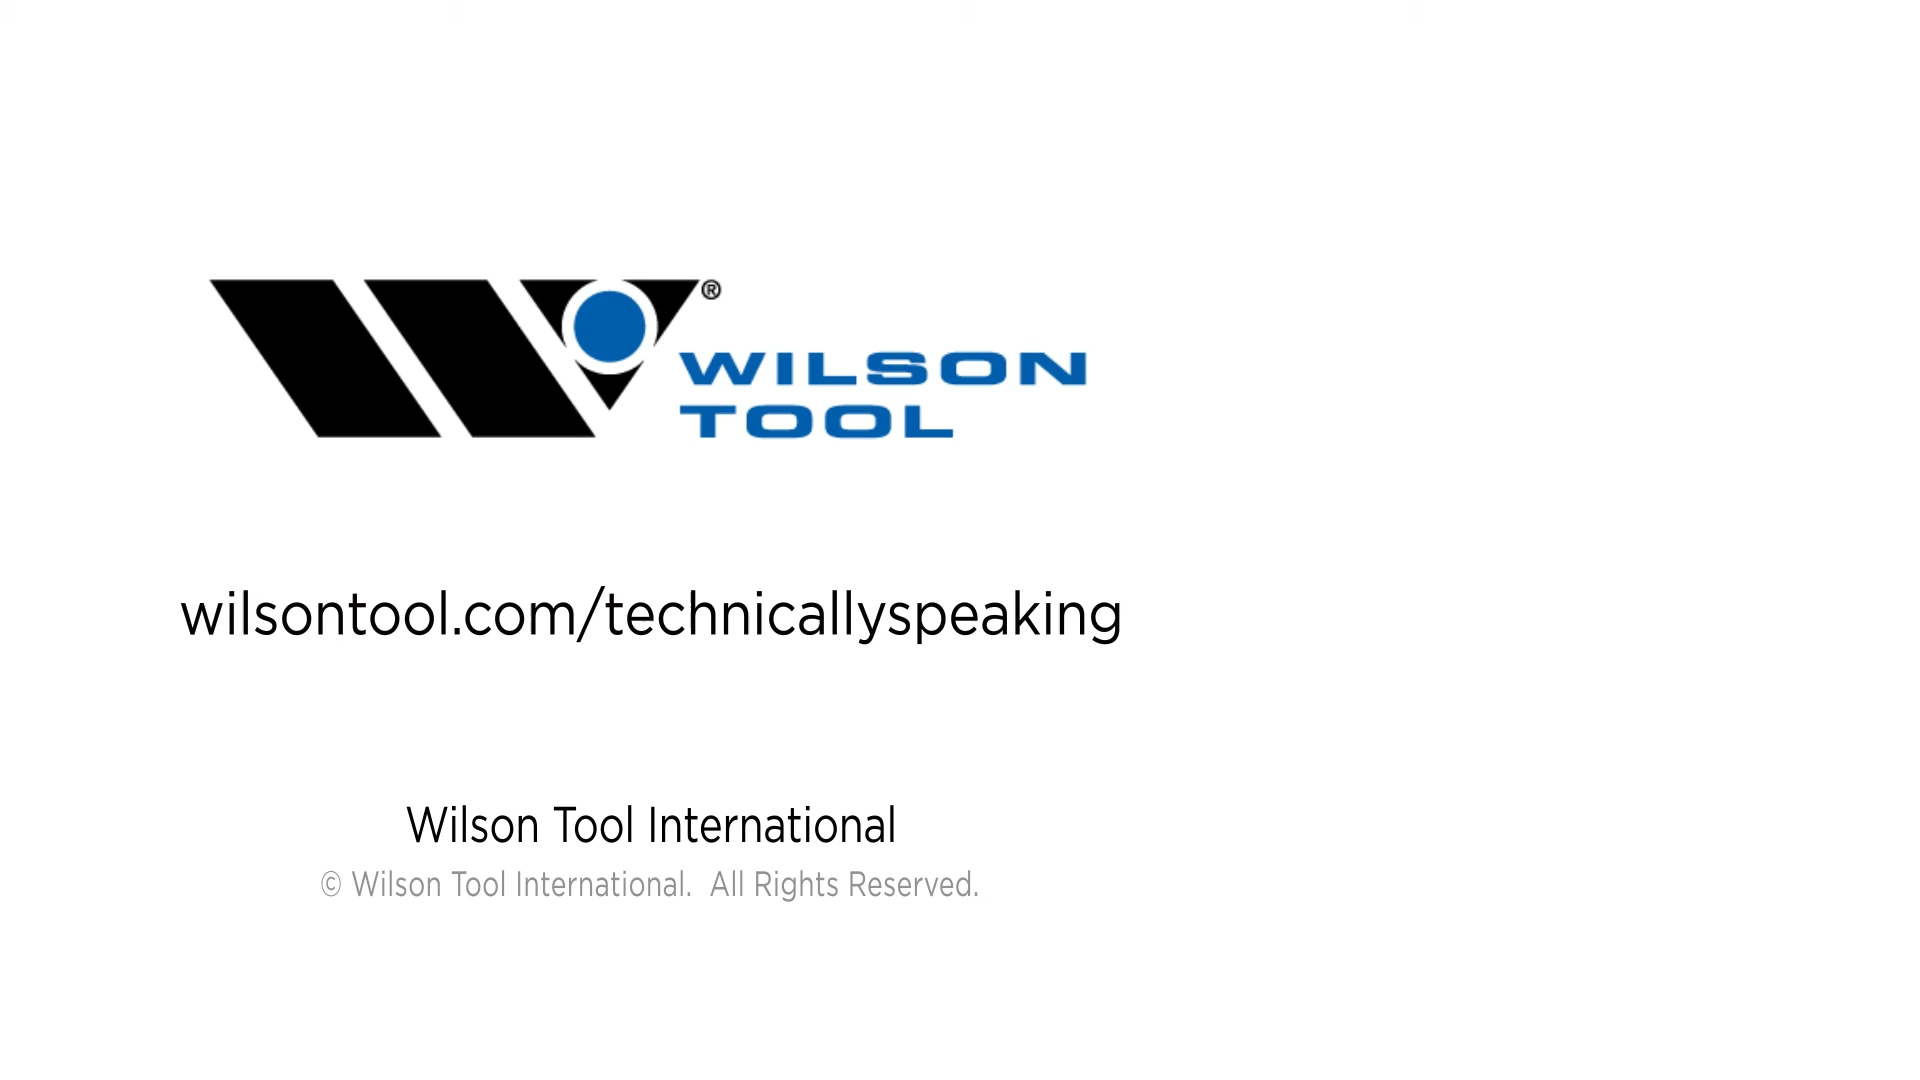 ®
WILSON
TOOL
wilsontool.com/technicallyspeaking
Wilson Tool International
© Wilson Tool International.  All Rights Reserved.